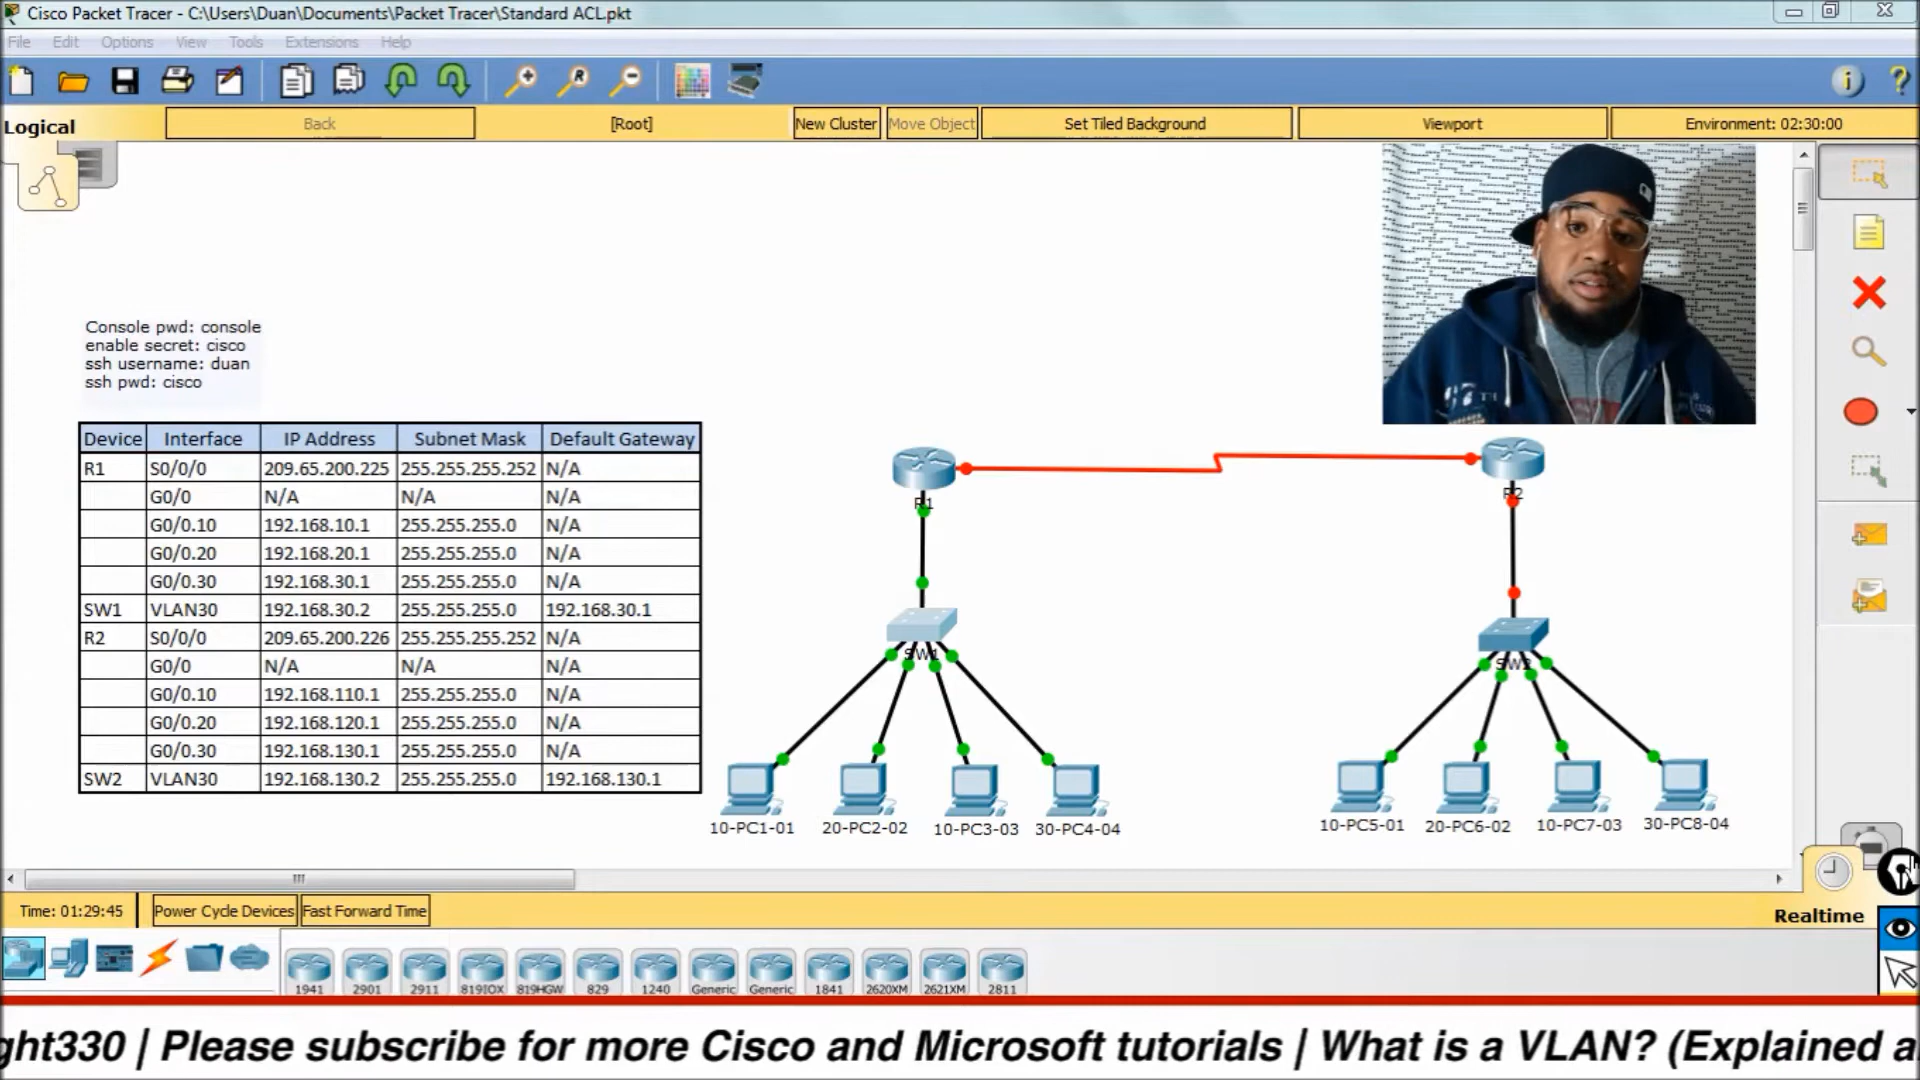 Cisco Packet Tracer - C:\Users\Duan\Documents\Packet Tracer\Standard ACL.pkt
File Edit Options View Tools Extensions Help
Logical Back [Root] New Cluster Move Object Set Tiled Background Viewport Environment: 02:30:00
Console pwd: console
enable secret: cisco
ssh username: duan
ssh pwd: cisco
Device Interface IP Address Subnet Mask Default Gateway
R1 S0/0/0 209.65.200.225 255.255.255.252 N/A
G0/0 N/A N/A N/A
G0/0.10 192.168.10.1 255.255.255.0 N/A
G0/0.20 192.168.20.1 255.255.255.0 N/A
G0/0.30 192.168.30.1 255.255.255.0 N/A
SW1 VLAN30 192.168.30.2 255.255.255.0 192.168.30.1
R2 S0/0/0 209.65.200.226 255.255.255.252 N/A
G0/0 N/A N/A N/A
G0/0.10 192.168.110.1 255.255.255.0 N/A
G0/0.20 192.168.120.1 255.255.255.0 N/A
G0/0.30 192.168.130.1 255.255.255.0 N/A
SW2 VLAN30 192.168.130.2 255.255.255.0 192.168.130.1
R1
R2
SW1
SW2
10-PC1-01 20-PC2-02 10-PC3-03 30-PC4-04
10-PC5-01 20-PC6-02 10-PC7-03 30-PC8-04
Time: 01:29:45 Power Cycle Devices Fast Forward Time Realtime
1941 2901 2911 819IOX 819HGW 829 1240 Generic Generic 1841 2620XM 2621XM 2811
ght330 | Please subscribe for more Cisco and Microsoft tutorials | What is a VLAN? (Explained a